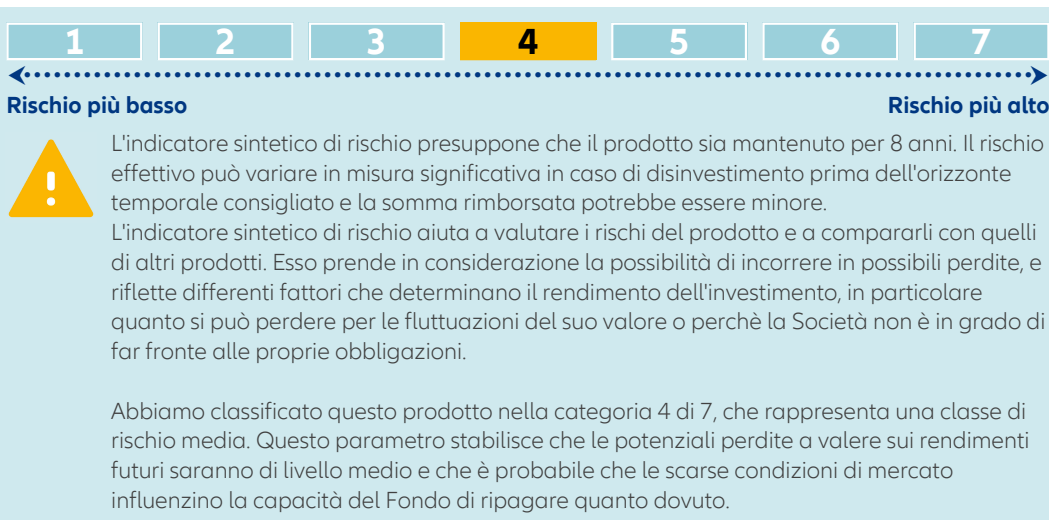 1 2 3 4 5 6 7
Rischio più basso Rischio più alto
L'indicatore sintetico di rischio presuppone che il prodotto sia mantenuto per 8 anni. Il rischio
effettivo può variare in misura significativa in caso di disinvestimento prima dell'orizzonte
temporale consigliato e la somma rimborsata potrebbe essere minore.
L'indicatore sintetico di rischio aiuta a valutare i rischi del prodotto e a compararli con quelli
di altri prodotti. Esso prende in considerazione la possibilità di incorrere in possibili perdite, e
riflette differenti fattori che determinano il rendimento dell'investimento, in particolare
quanto si può perdere per le fluttuazioni del suo valore o perchè la Società non è in grado di
far fronte alle proprie obbligazioni.
Abbiamo classificato questo prodotto nella categoria 4 di 7, che rappresenta una classe di
rischio media. Questo parametro stabilisce che le potenziali perdite a valere sui rendimenti
futuri saranno di livello medio e che è probabile che le scarse condizioni di mercato
influenzino la capacità del Fondo di ripagare quanto dovuto.